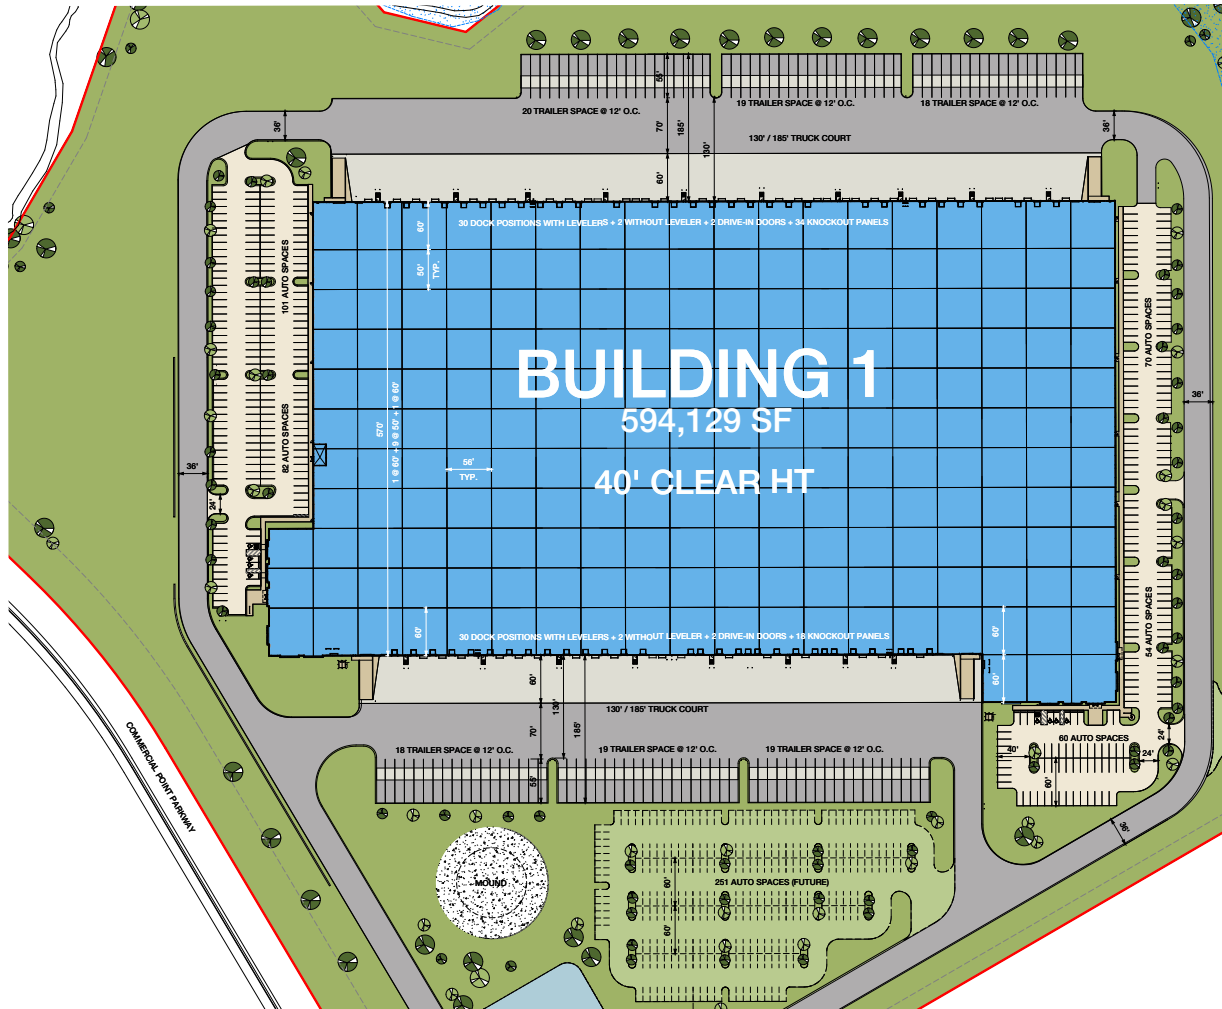 55'
20 TRAILER SPACE @ 12' O.C.
19 TRAILER SPACE @ 12' O.C.
18 TRAILER SPACE @ 12' O.C.
36'
70'
185'
130'
130' / 185' TRUCK COURT
36'
60'
30 DOCK POSITIONS WITH LEVELERS + 2 WITHOUT LEVELER + 2 DRIVE-IN DOORS + 34 KNOCKOUT PANELS
60'
50'
TYP.
101 AUTO SPACES
70 AUTO SPACES
BUILDING 1
594,129 SF
40' CLEAR HT
570'
1 @ 60' + 9 @ 50' + 1 @ 60'
56'
TYP.
82 AUTO SPACES
36'
36'
24'
60'
30 DOCK POSITIONS WITH LEVELERS + 2 WITHOUT LEVELER + 2 DRIVE-IN DOORS + 18 KNOCKOUT PANELS
60'
54 AUTO SPACES
60'
60'
130'
130' / 185' TRUCK COURT
70'
185'
COMMERCIAL POINT PARKWAY
18 TRAILER SPACE @ 12' O.C.
19 TRAILER SPACE @ 12' O.C.
19 TRAILER SPACE @ 12' O.C.
55'
60 AUTO SPACES
24'
40'
24'
60'
36'
MOUND
251 AUTO SPACES (FUTURE)
60'
60'